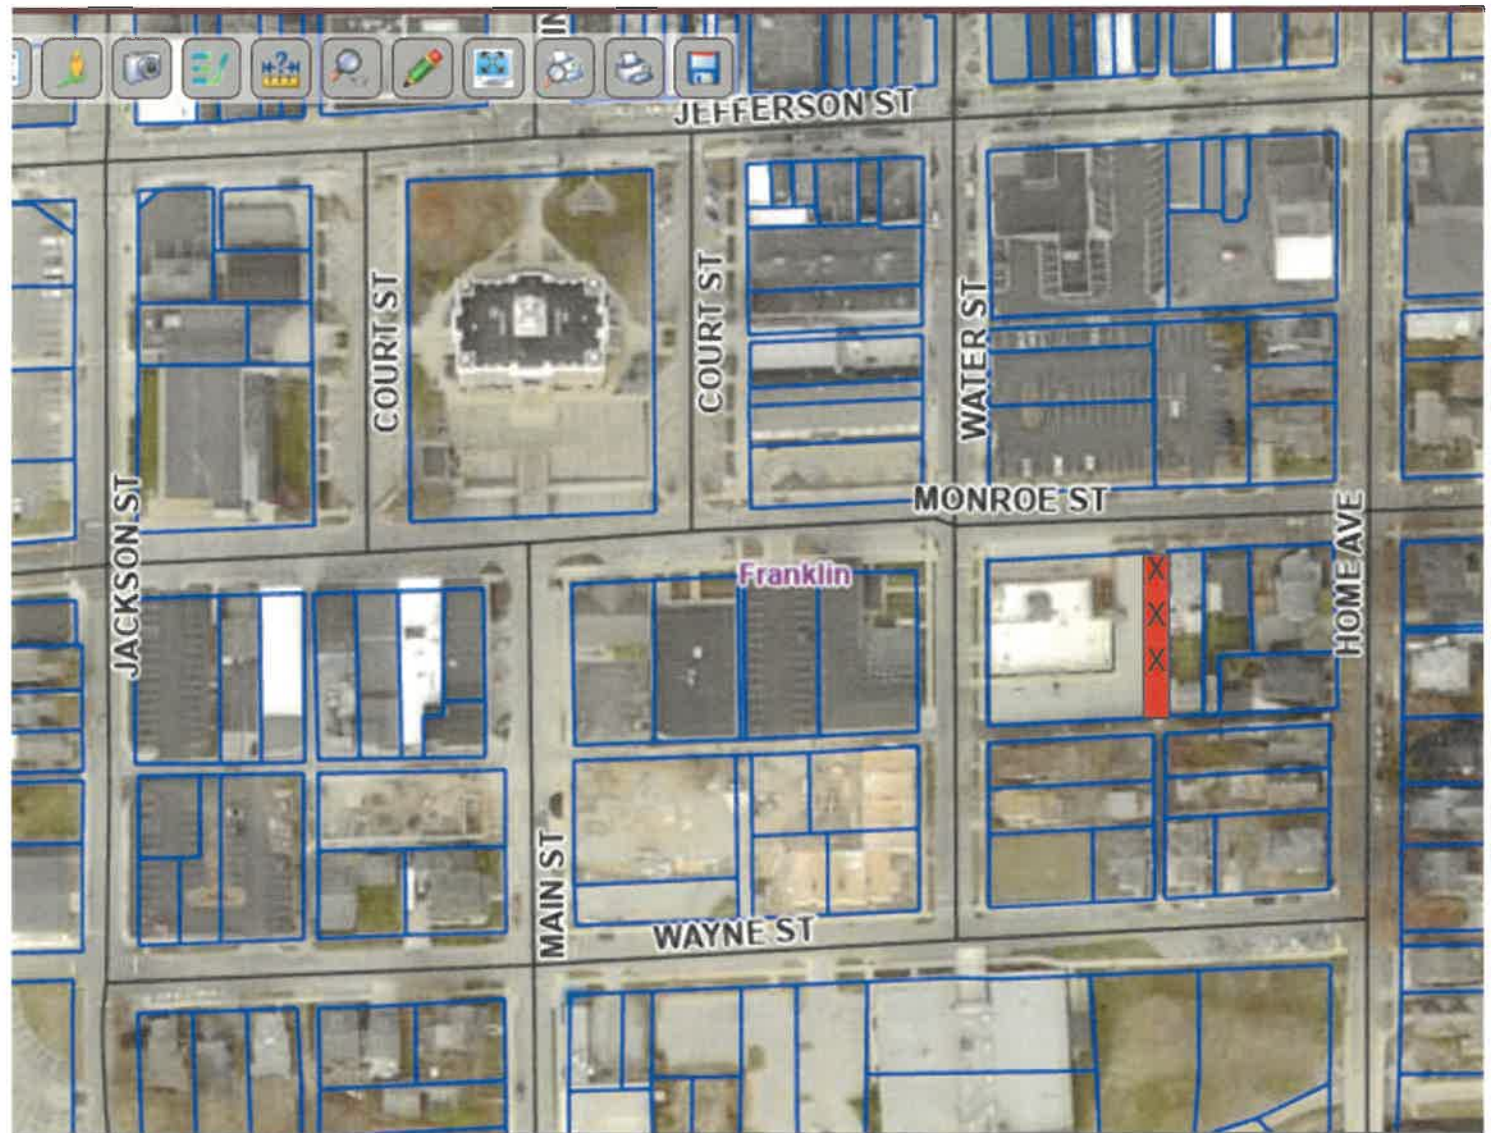 IN
?
JEFFERSON ST
COURT ST
COURT ST
WATER ST
MONROE ST
JACKSON ST
HOME AVE
Franklin
X
X
X
MAIN ST
WAYNE ST